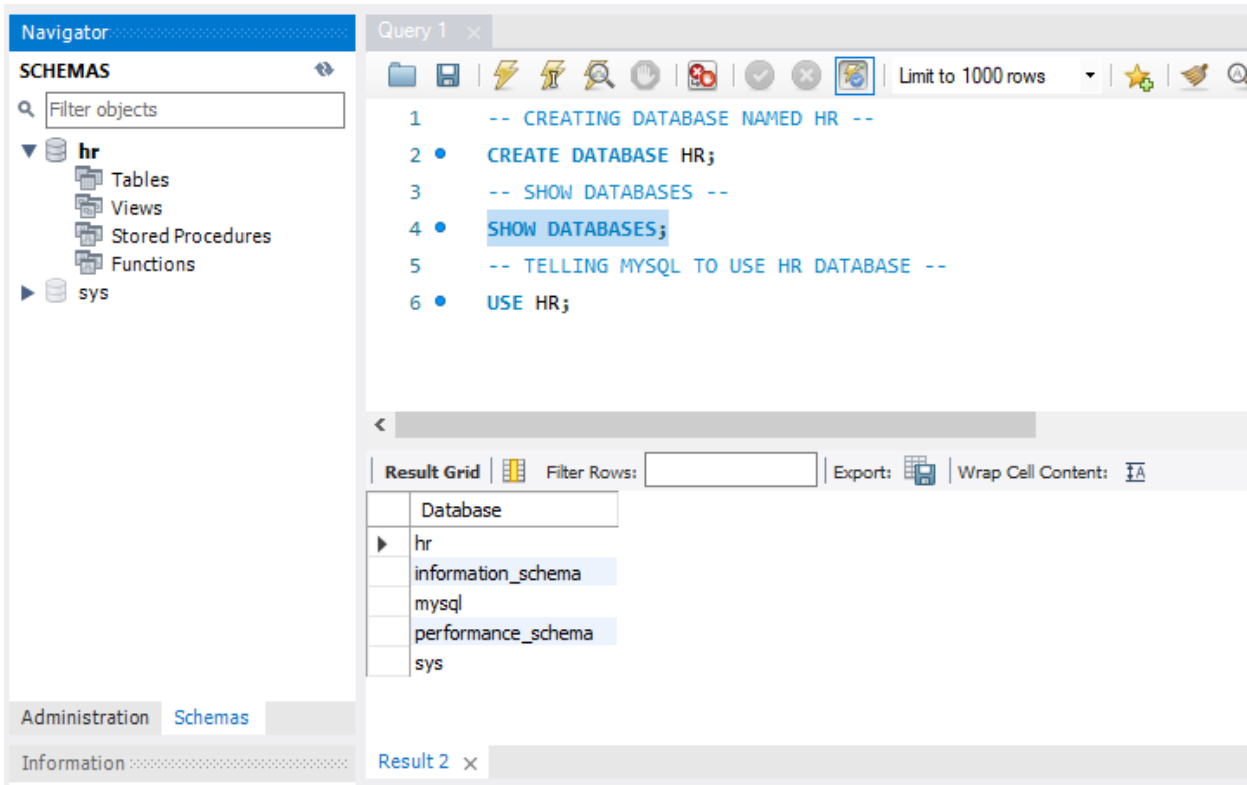 Navigator
SCHEMAS
Filter objects
hr
Tables
Views
Stored Procedures
Functions
sys
Administration Schemas
Information
Query 1
Limit to 1000 rows
1 -- CREATING DATABASE NAMED HR --
2 CREATE DATABASE HR;
3 -- SHOW DATABASES --
4 SHOW DATABASES;
5 -- TELLING MYSQL TO USE HR DATABASE --
6 USE HR;
Result Grid Filter Rows: Export: Wrap Cell Content: IA
Database
hr
information_schema
mysql
performance_schema
sys
Result 2